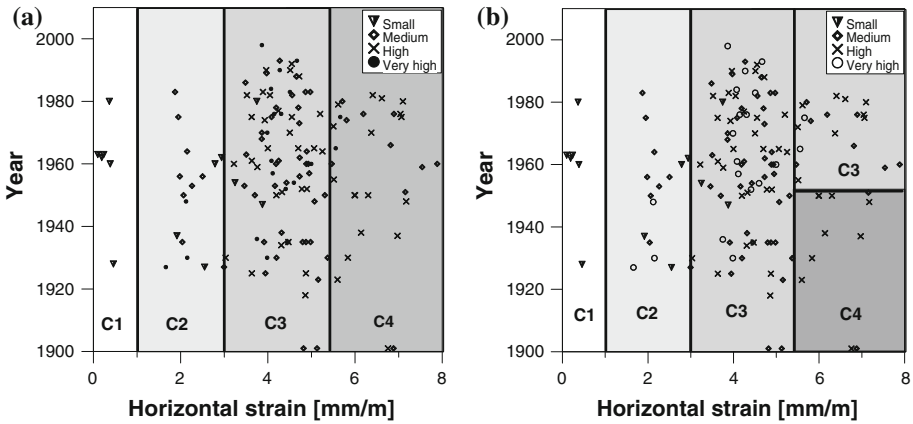 (a)
2000
1980
1960
1940
1920
1900
Year
0 2 4 6 8
Horizontal strain [mm/m]
C1
C2
C3
C4
Small
Medium
High
Very high
(b)
2000
1980
1960
1940
1920
1900
Year
0 2 4 6 8
Horizontal strain [mm/m]
C1
C2
C3
C3
C4
Small
Medium
High
Very high